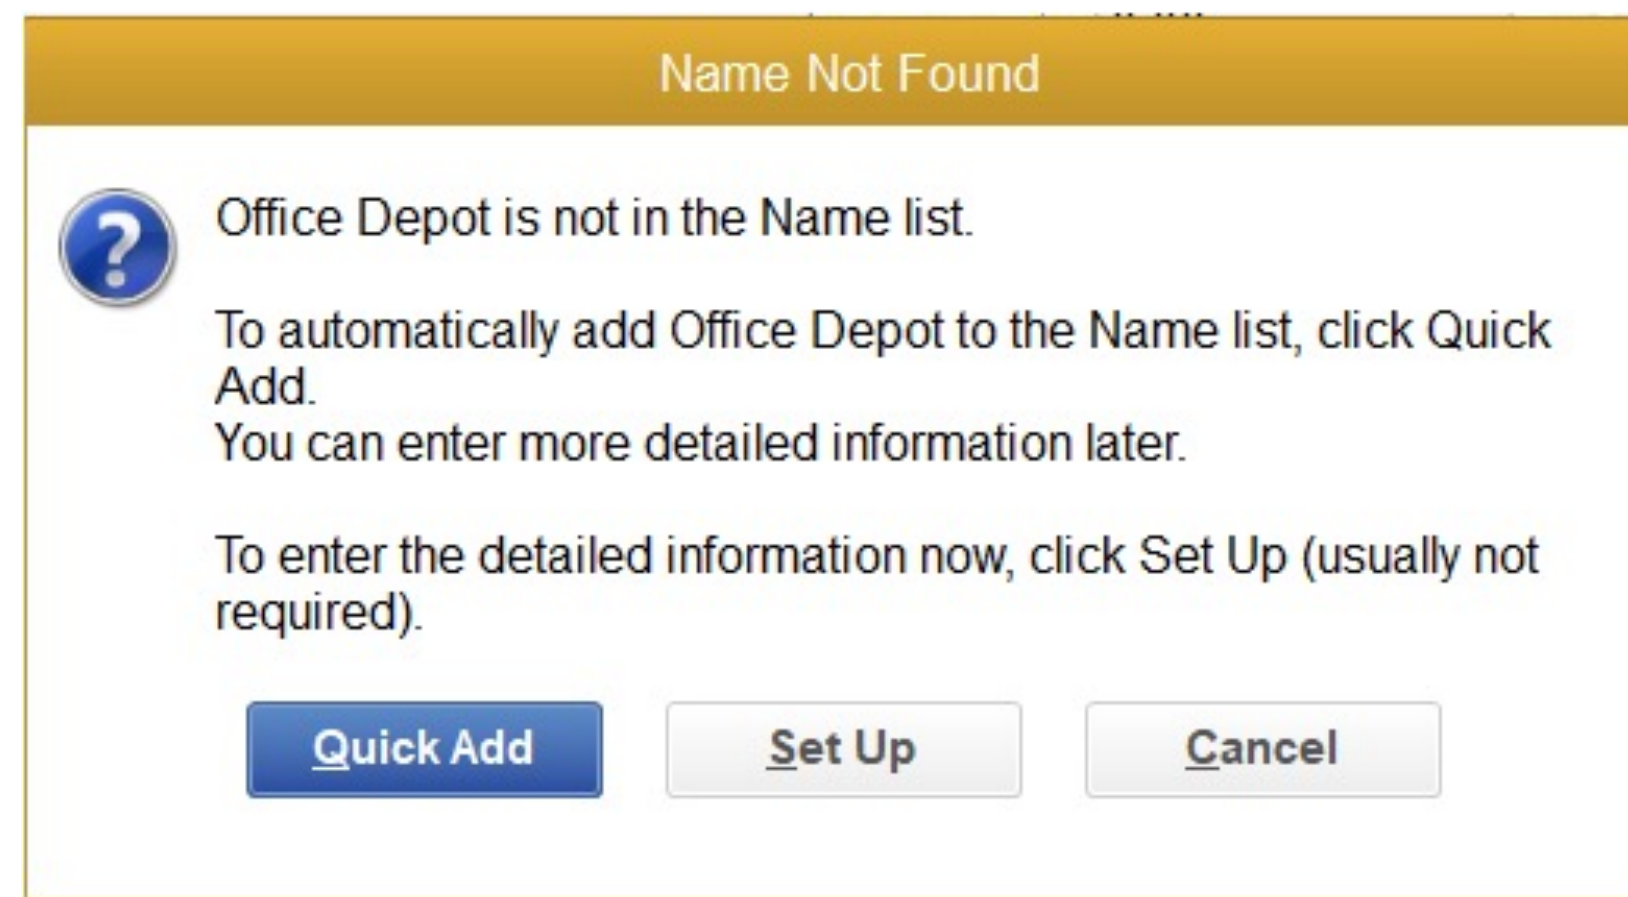 Name Not Found
Office Depot is not in the Name list.
To automatically add Office Depot to the Name list, click Quick
Add.
You can enter more detailed information later.
To enter the detailed information now, click Set Up (usually not
required).
Quick Add
Set Up
Cancel